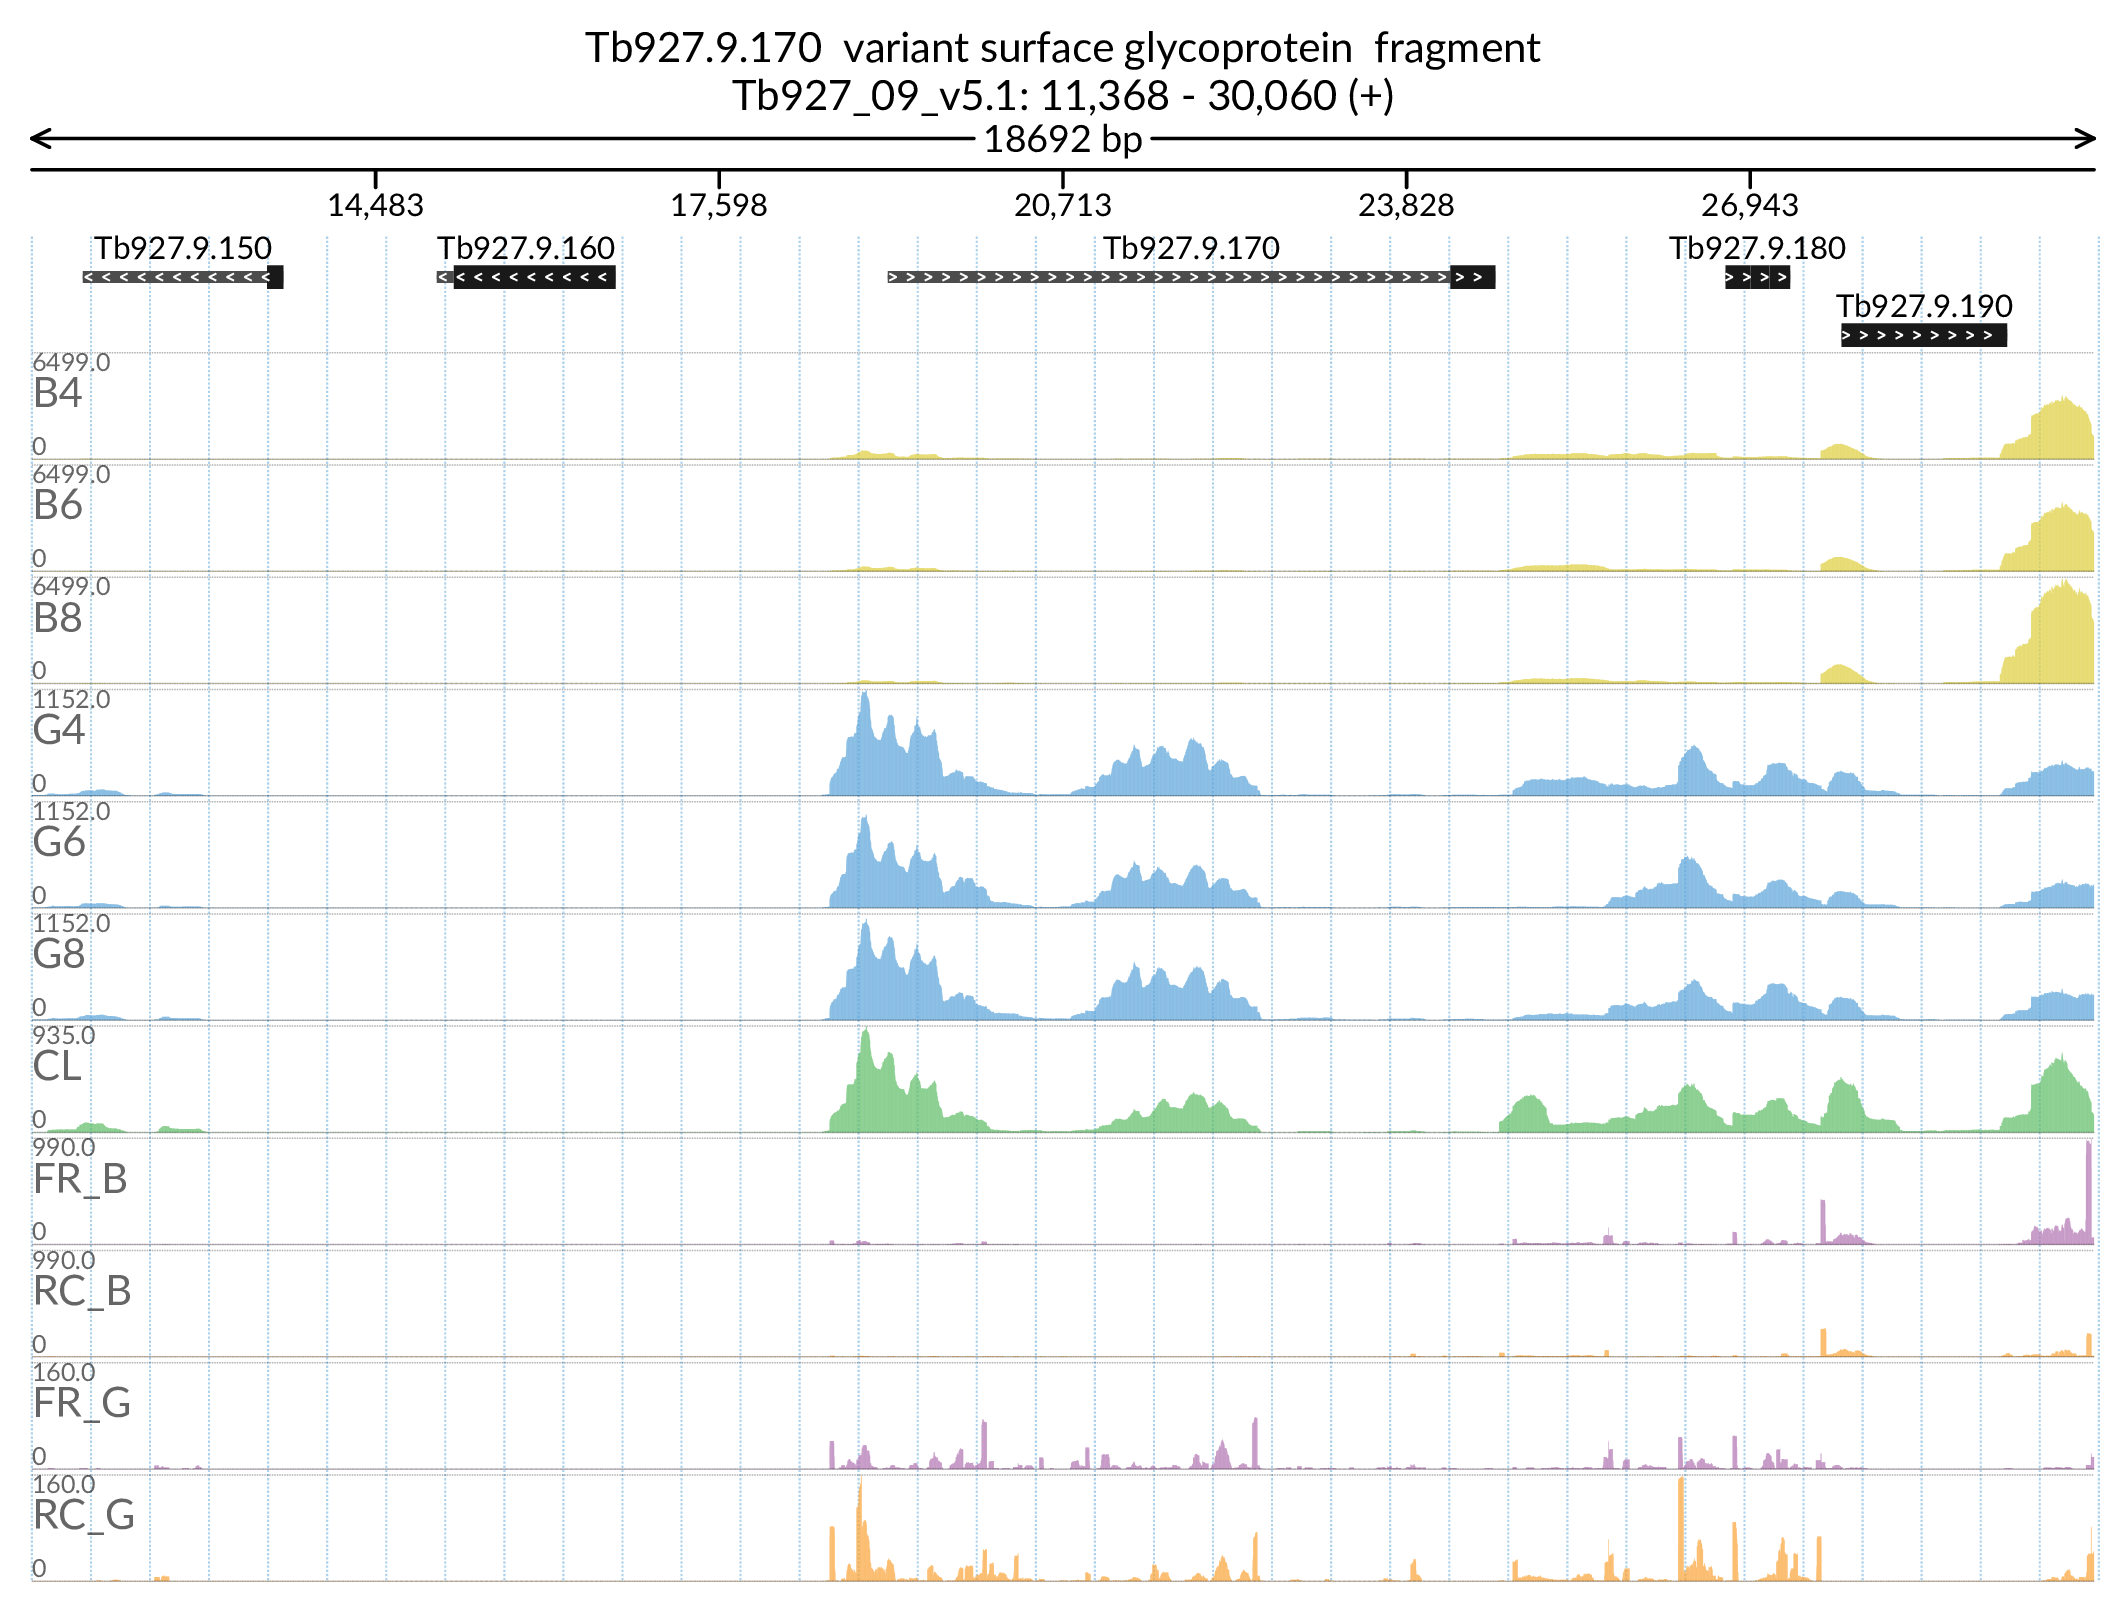 Tb927.9.170 variant surface glycoprotein fragment
Tb927_09_v5.1: 11,368 - 30,060 (+)
18692 bp
14,483 17,598 20,713 23,828 26,943
Tb927.9.150 Tb927.9.160 Tb927.9.170 Tb927.9.180
Tb927.9.190
6499.0
B4
0
6499.0
B6
0
6499.0
B8
0
1152.0
G4
0
1152.0
G6
0
1152.0
G8
0
935.0
CL
0
990.0
FR_B
0
990.0
RC_B
0
160.0
FR_G
0
160.0
RC_G
0